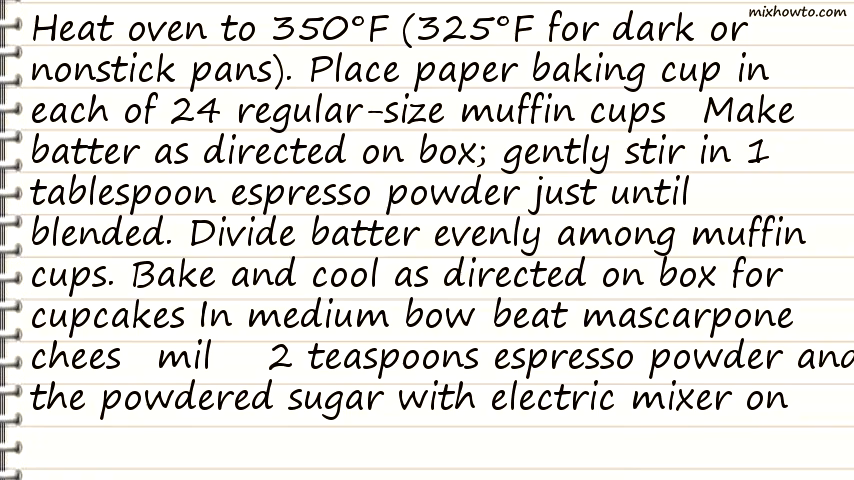 mixhowto.com
Heat oven to 350°F (325°F for dark or
nonstick pans). Place paper baking cup in
each of 24 regular-size muffin cups   Make
batter as directed on box; gently stir in 1
tablespoon espresso powder just until
blended. Divide batter evenly among muffin
cups. Bake and cool as directed on box for
cupcakes In medium bow beat mascarpone
chees   mil     2 teaspoons espresso powder and
the powdered sugar with electric mixer on